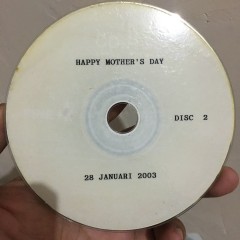 HAPPY MOTHER'S DAY
DISC 2
28 JANUARI 2003